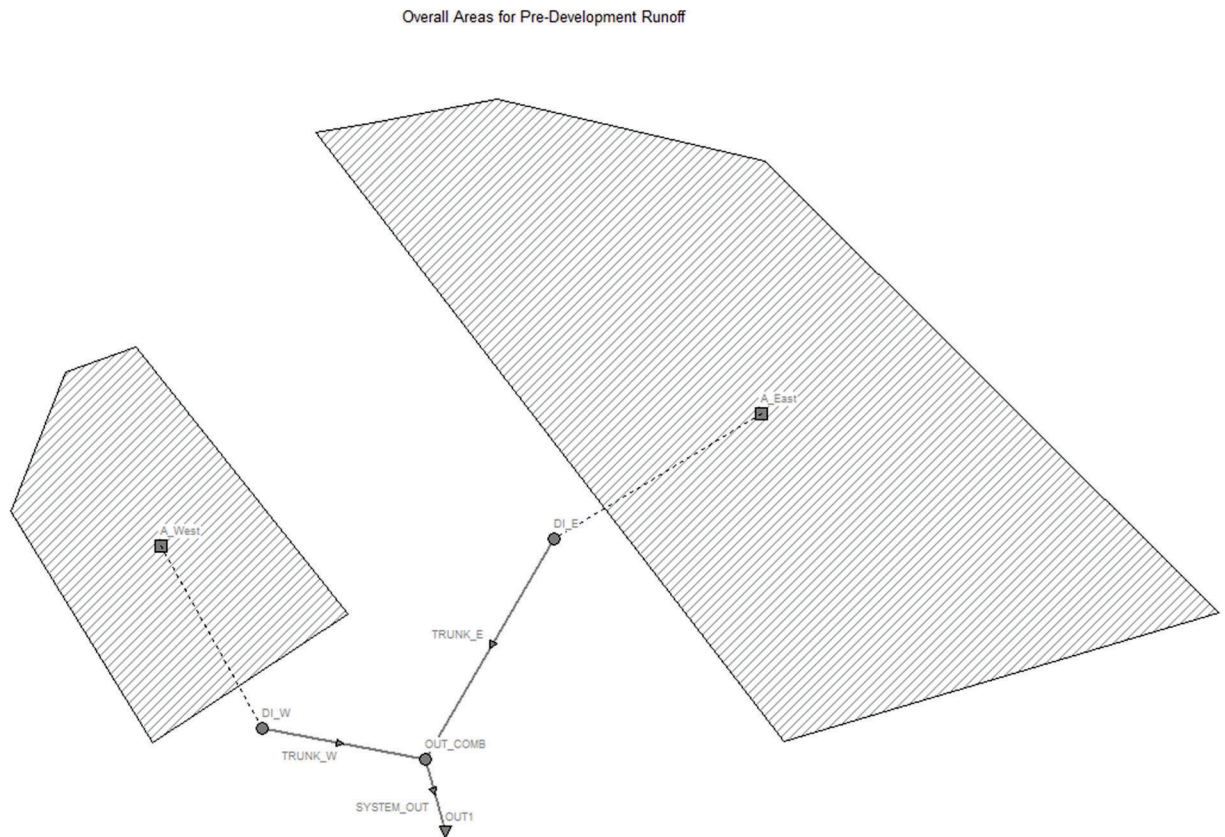 Overall Areas for Pre-Development Runoff
A_East
DI_E
A_West
TRUNK_E
DI_W
OUT_COMB
TRUNK_W
SYSTEM_OUT
OUT1